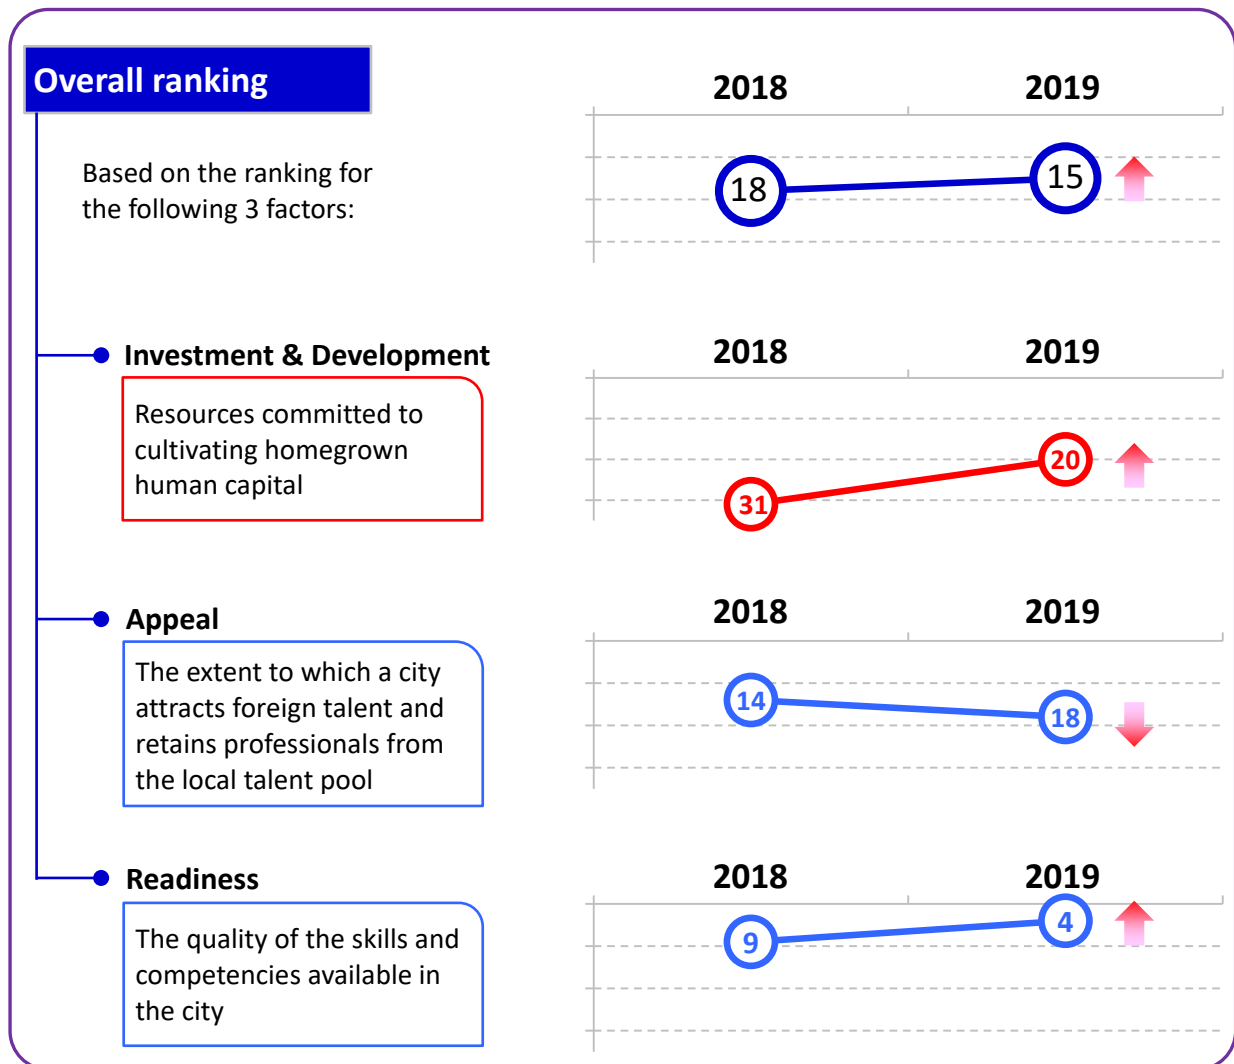 Overall ranking
2018 2019
Based on the ranking for
the following 3 factors:
18 15
Investment & Development
2018 2019
Resources committed to
cultivating homegrown
human capital
31 20
Appeal
2018 2019
The extent to which a city
attracts foreign talent and
retains professionals from
the local talent pool
14 18
Readiness
2018 2019
The quality of the skills and
competencies available in
the city
9 4